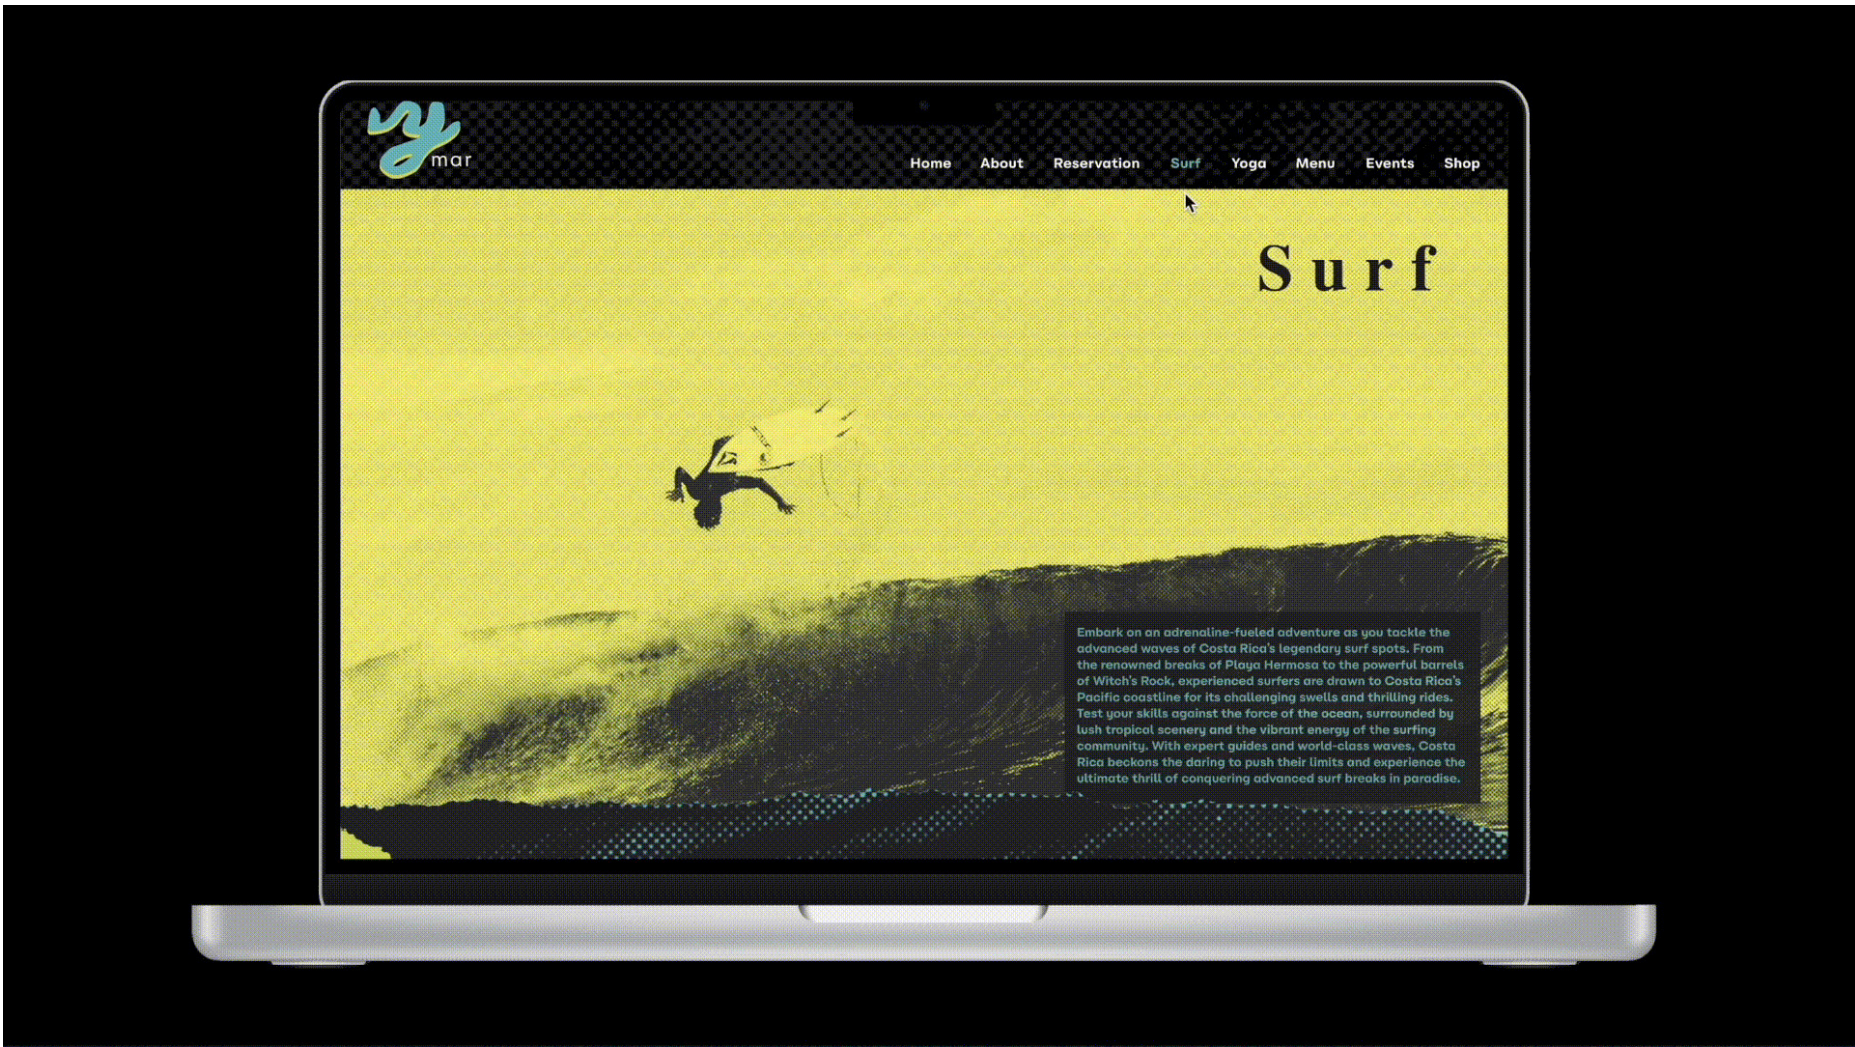 y mar
Home About Reservation Surf Yoga Menu Events Shop
Surf
Embark on an adrenaline-fueled adventure as you tackle the
advanced waves of Costa Rica's legendary surf spots. From
the renowned breaks of Playa Hermosa to the powerful barrels
of Witch's Rock, experienced surfers are drawn to Costa Rica's
Pacific coastline for its challenging swells and thrilling rides.
Test your skills against the force of the ocean, surrounded by
lush tropical scenery and the vibrant energy of the surfing
community. With expert guides and world-class waves, Costa
Rica beckons the daring to push their limits and experience the
ultimate thrill of conquering advanced surf breaks in paradise.